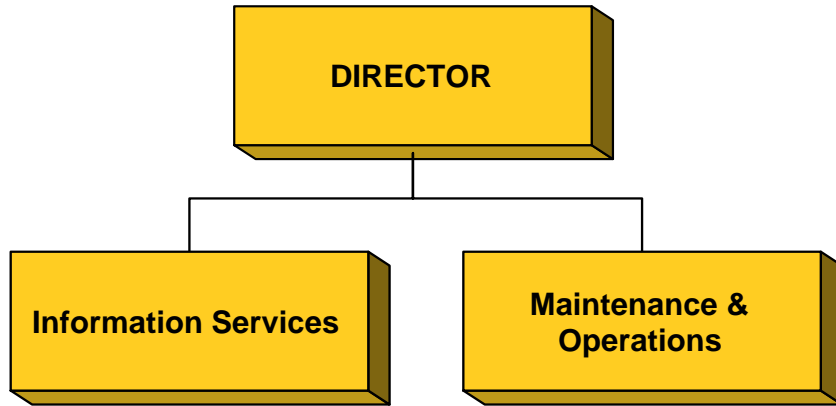 DIRECTOR
Information Services
Maintenance &
Operations